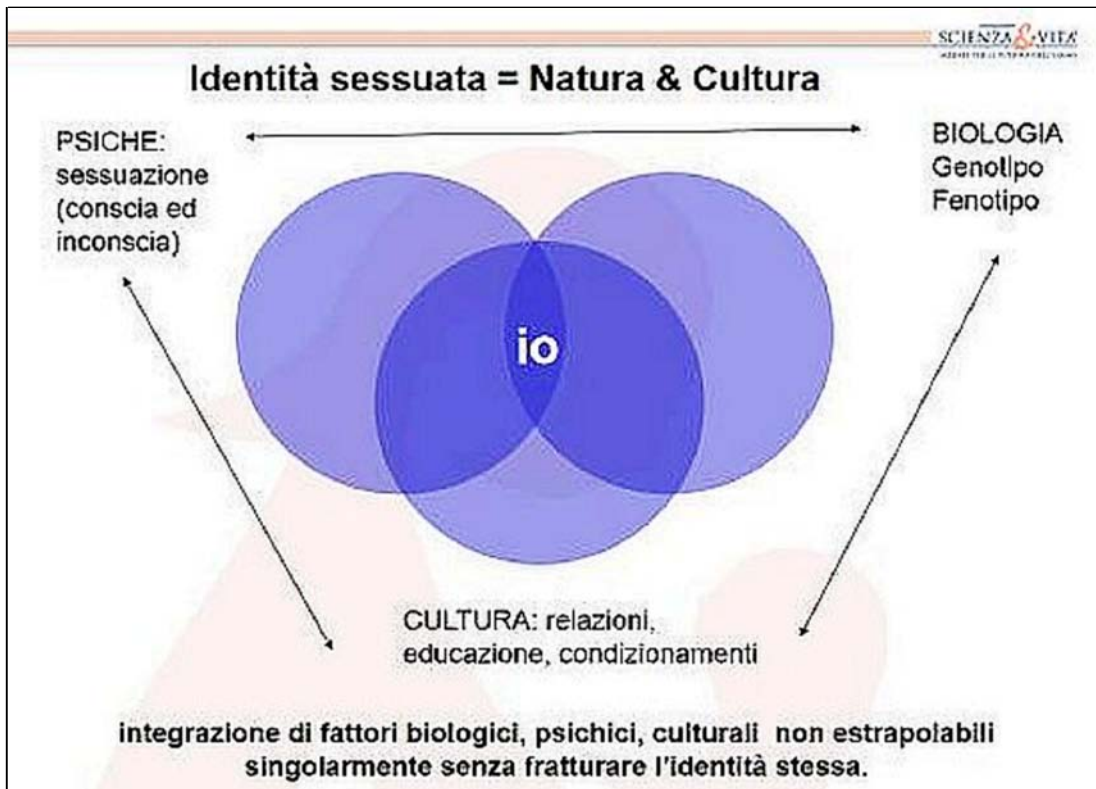 SCIENZA & VITA
Identità sessuata = Natura & Cultura
PSICHE:
sessuazione
(conscia ed
inconscia)
BIOLOGIA
Genotipo
Fenotipo
io
CULTURA: relazioni,
educazione, condizionamenti
integrazione di fattori biologici, psichici, culturali non estrapolabili
singolarmente senza fratturare l'identità stessa.